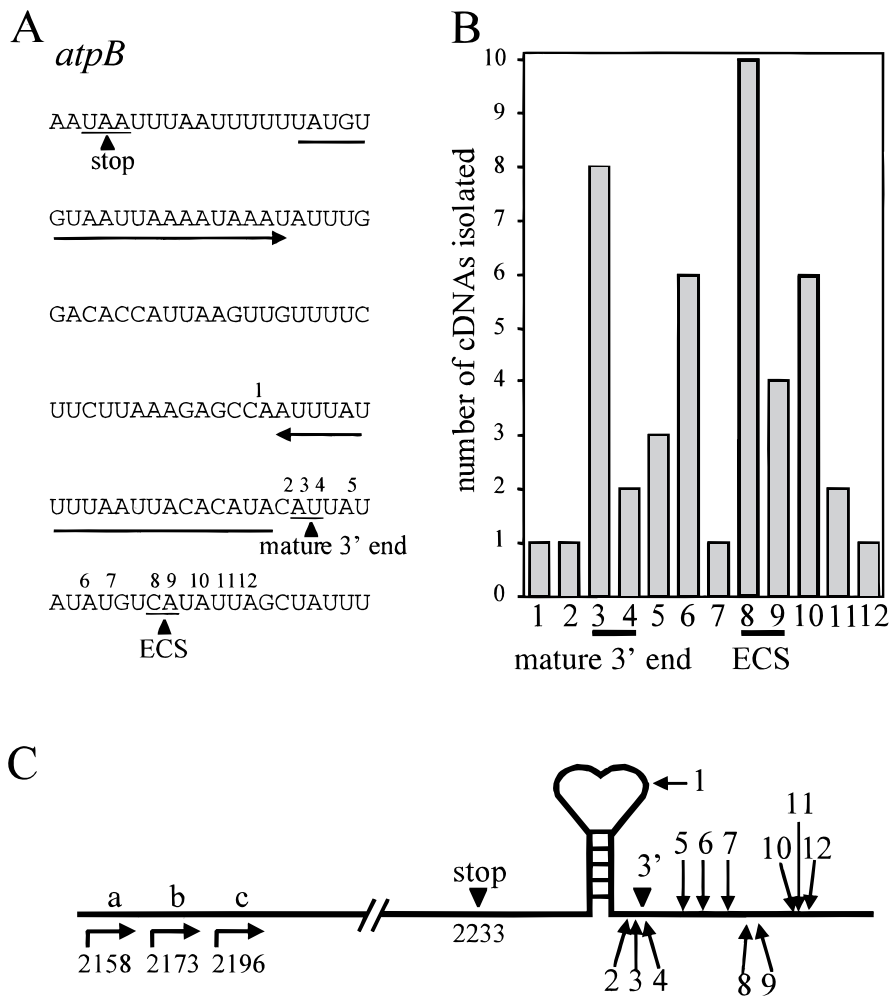 A
atpB
AAUAAUUUAAUUUUUUAUGU
stop
GUAAUUAAAAUAAAUAUUUG
GACACCAUUAAGUUGUUUUC
1
UUCUUAAAGAGCCAAUUUAU
2 3 4 5
UUUAAUUACACAUACAUUAU
mature 3' end
6 7 8 9 10 11 12
AUAUGUCAUAUUAGCUAUUU
ECS
B
number of cDNAs isolated
10
9
8
7
6
5
4
3
2
1
0
1 2 3 4 5 6 7 8 9 10 11 12
mature 3' end ECS
C
1
11
5 6 7 10 12
stop 3'
a b c
2158 2173 2196 2233
2 3 4 8 9